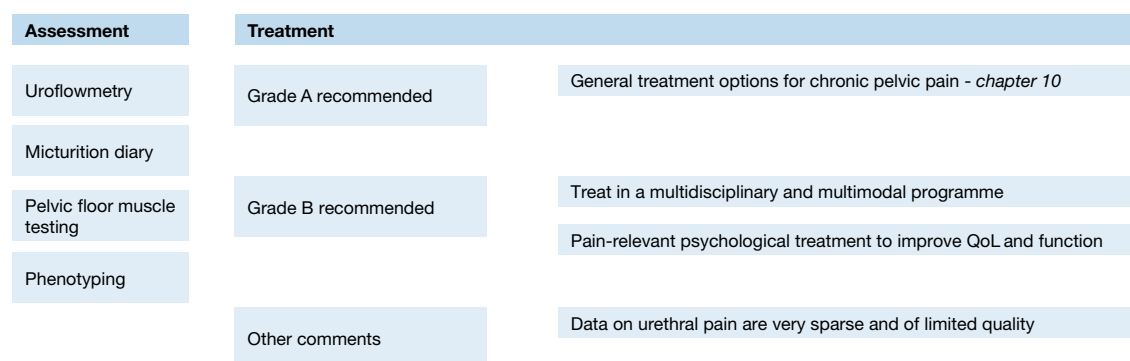 Assessment
Treatment
Uroflowmetry
Micturition diary
Pelvic floor muscle
testing
Phenotyping
Grade A recommended
General treatment options for chronic pelvic pain - chapter 10
Grade B recommended
Treat in a multidisciplinary and multimodal programme
Pain-relevant psychological treatment to improve QoL and function
Other comments
Data on urethral pain are very sparse and of limited quality